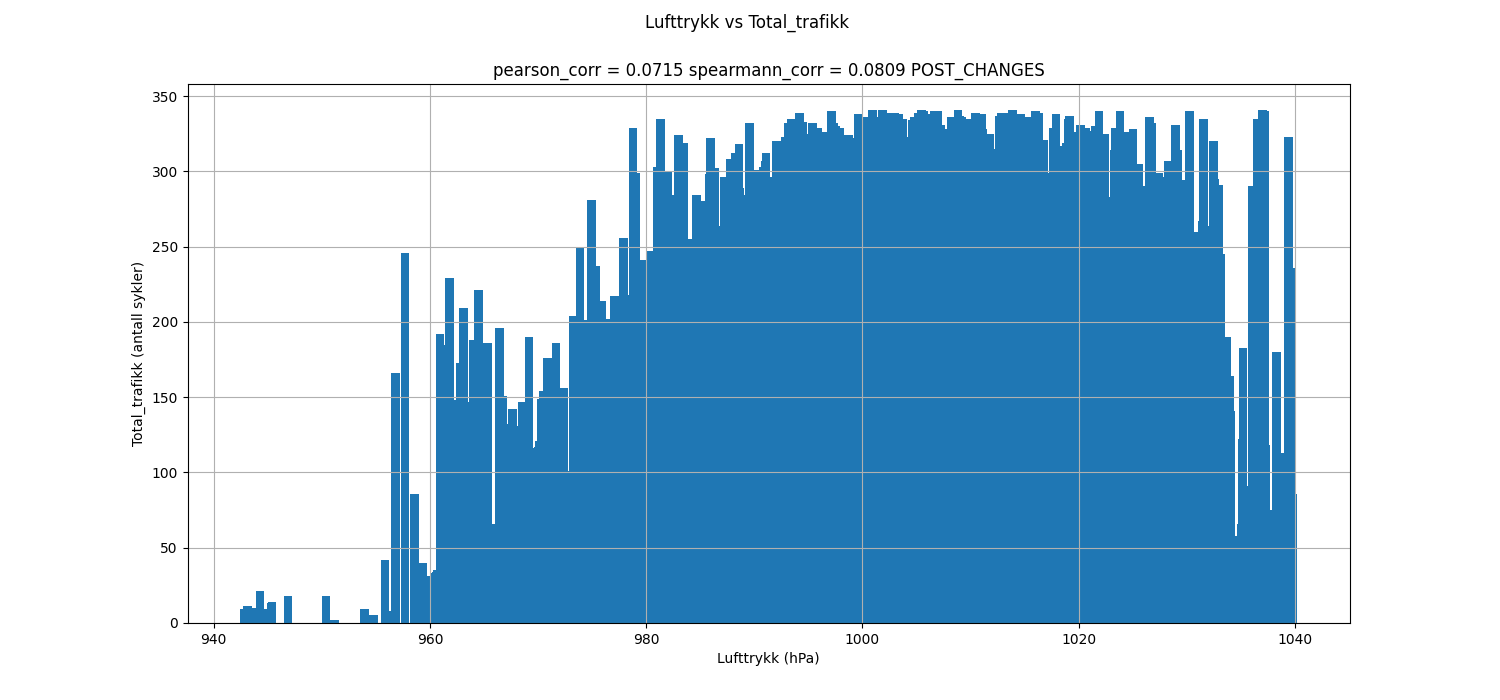 Lufttrykk vs Total_trafikk
pearson_corr = 0.0715 spearmann_corr = 0.0809 POST_CHANGES
350
300
250
200
150
100
50
0
Total_trafikk (antall sykler)
940 960 980 1000 1020 1040
Lufttrykk (hPa)